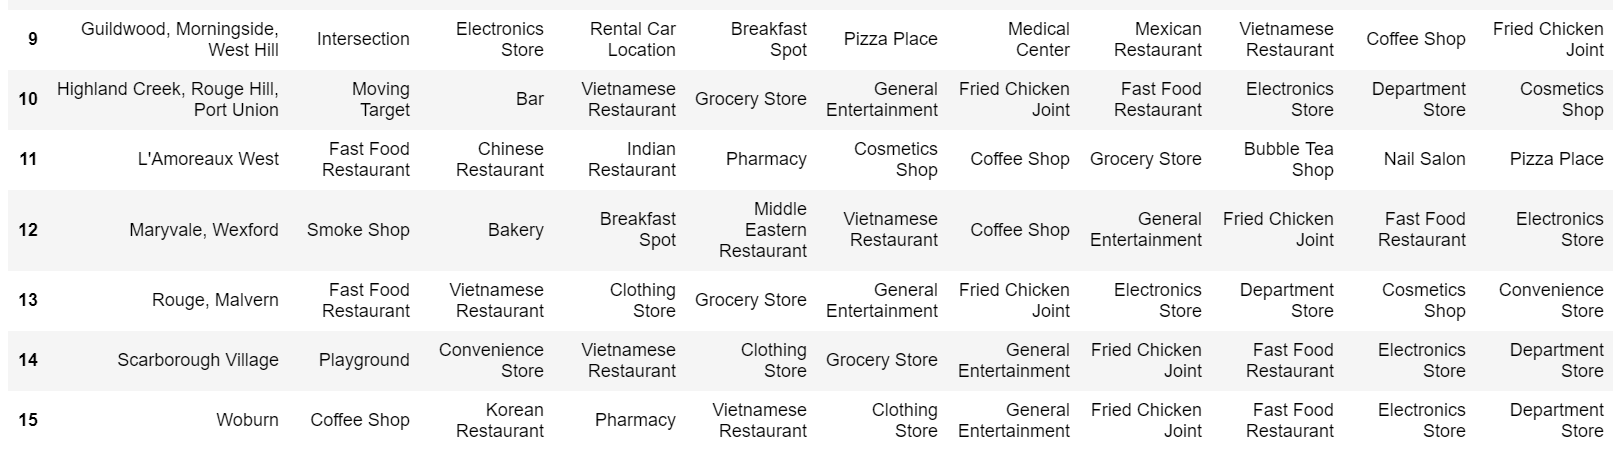 9 Guildwood, Morningside, West Hill Intersection Electronics Store Rental Car Location Breakfast Spot Pizza Place Medical Center Mexican Restaurant Vietnamese Restaurant Coffee Shop Fried Chicken Joint
10 Highland Creek, Rouge Hill, Port Union Moving Target Bar Vietnamese Restaurant Grocery Store General Entertainment Fried Chicken Joint Fast Food Restaurant Electronics Store Department Store Cosmetics Shop
11 L'Amoreaux West Fast Food Restaurant Chinese Restaurant Indian Restaurant Pharmacy Cosmetics Shop Coffee Shop Grocery Store Bubble Tea Shop Nail Salon Pizza Place
12 Maryvale, Wexford Smoke Shop Bakery Breakfast Spot Middle Eastern Restaurant Vietnamese Restaurant Coffee Shop General Entertainment Fried Chicken Joint Fast Food Restaurant Electronics Store
13 Rouge, Malvern Fast Food Restaurant Vietnamese Restaurant Clothing Store Grocery Store General Entertainment Fried Chicken Joint Electronics Store Department Store Cosmetics Shop Convenience Store
14 Scarborough Village Playground Convenience Store Vietnamese Restaurant Clothing Store Grocery Store General Entertainment Fried Chicken Joint Fast Food Restaurant Electronics Store Department Store
15 Woburn Coffee Shop Korean Restaurant Pharmacy Vietnamese Restaurant Clothing Store General Entertainment Fried Chicken Joint Fast Food Restaurant Electronics Store Department Store